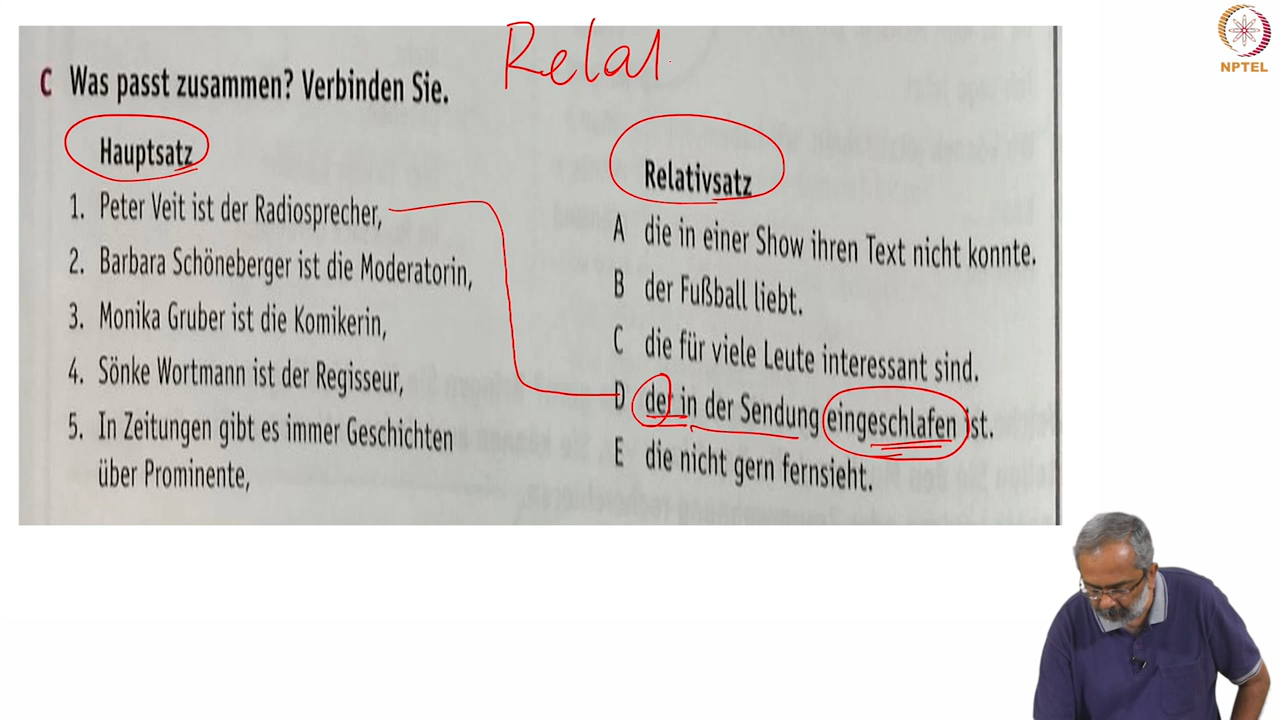 Relat
NPTEL
C Was passt zusammen? Verbinden Sie.
Hauptsatz
1. Peter Veit ist der Radiosprecher,
2. Barbara Schöneberger ist die Moderatorin,
3. Monika Gruber ist die Komikerin,
4. Sönke Wortmann ist der Regisseur,
5. In Zeitungen gibt es immer Geschichten
über Prominente,
Relativsatz
A die in einer Show ihren Text nicht konnte.
B der Fußball liebt.
C die für viele Leute interessant sind.
D der in der Sendung eingeschlafen ist.
E die nicht gern fernsieht.